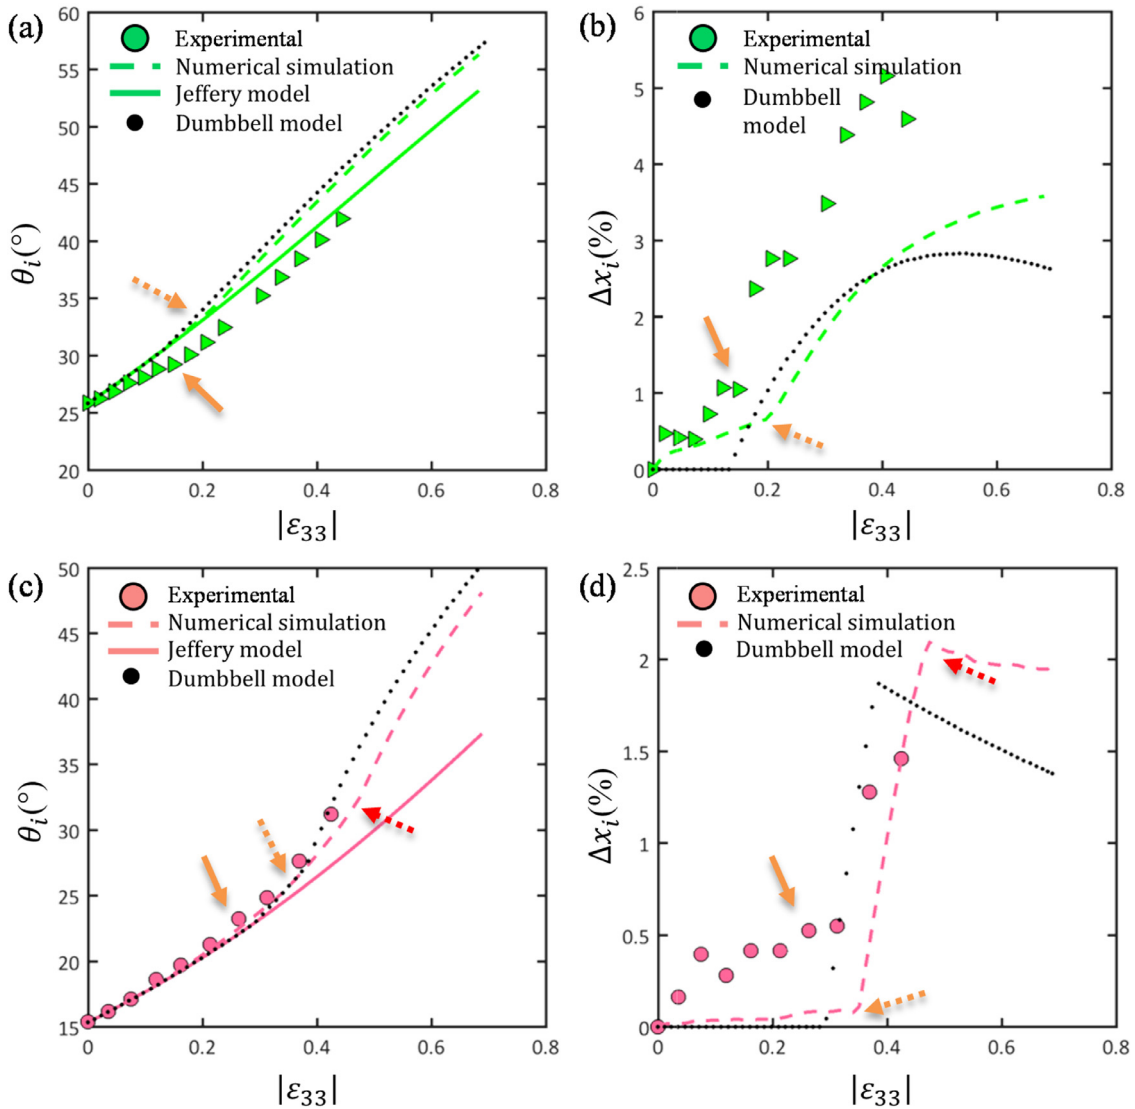 (a)
60
55
50
45
40
35
30
25
20
θᵢ(°)
Experimental
Numerical simulation
Jeffery model
Dumbbell model
0
0.2
0.4
0.6
0.8
|ε₃₃|
(b)
6
5
4
3
2
1
0
Δxᵢ(%)
Experimental
Numerical simulation
Dumbbell
model
0
0.2
0.4
0.6
0.8
|ε₃₃|
(c)
50
45
40
35
30
25
20
15
θᵢ(°)
Experimental
Numerical simulation
Jeffery model
Dumbbell model
0
0.2
0.4
0.6
0.8
|ε₃₃|
(d)
2.5
2
1.5
1
0.5
0
Δxᵢ(%)
Experimental
Numerical simulation
Dumbbell model
0
0.2
0.4
0.6
0.8
|ε₃₃|